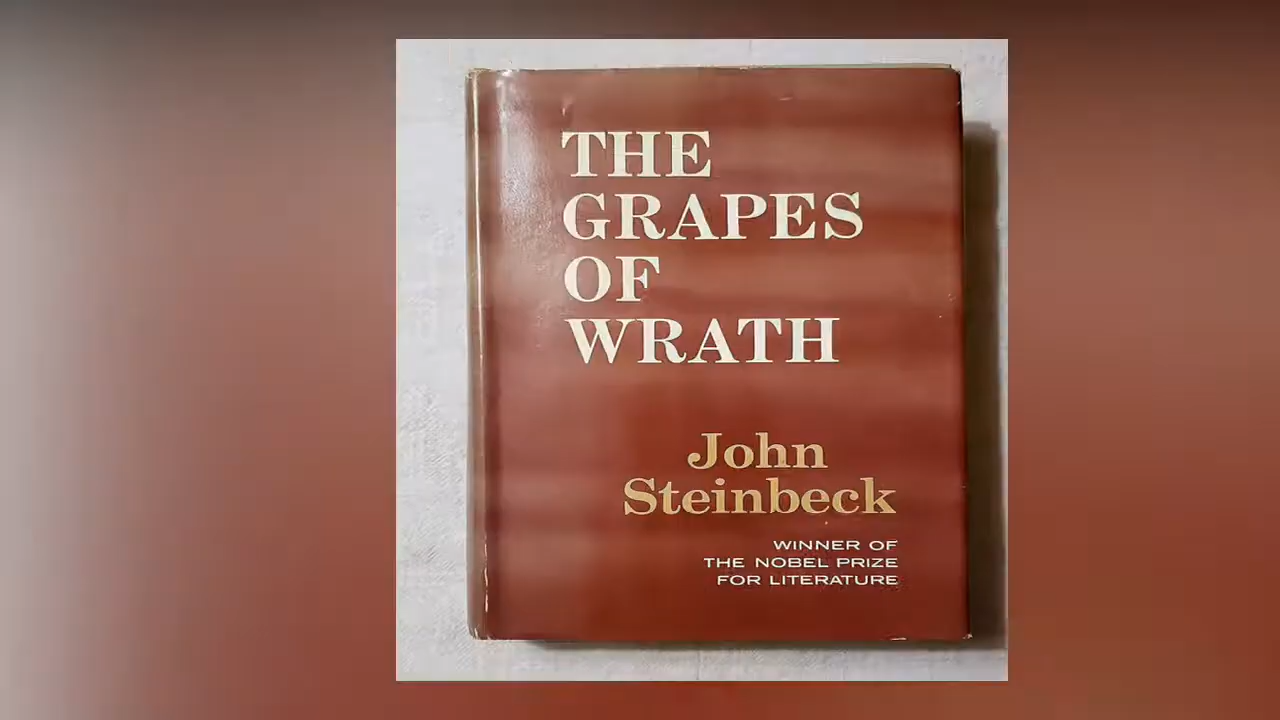 THE
GRAPES
OF
WRATH
John
Steinbeck
WINNER OF
THE NOBEL PRIZE
FOR LITERATURE